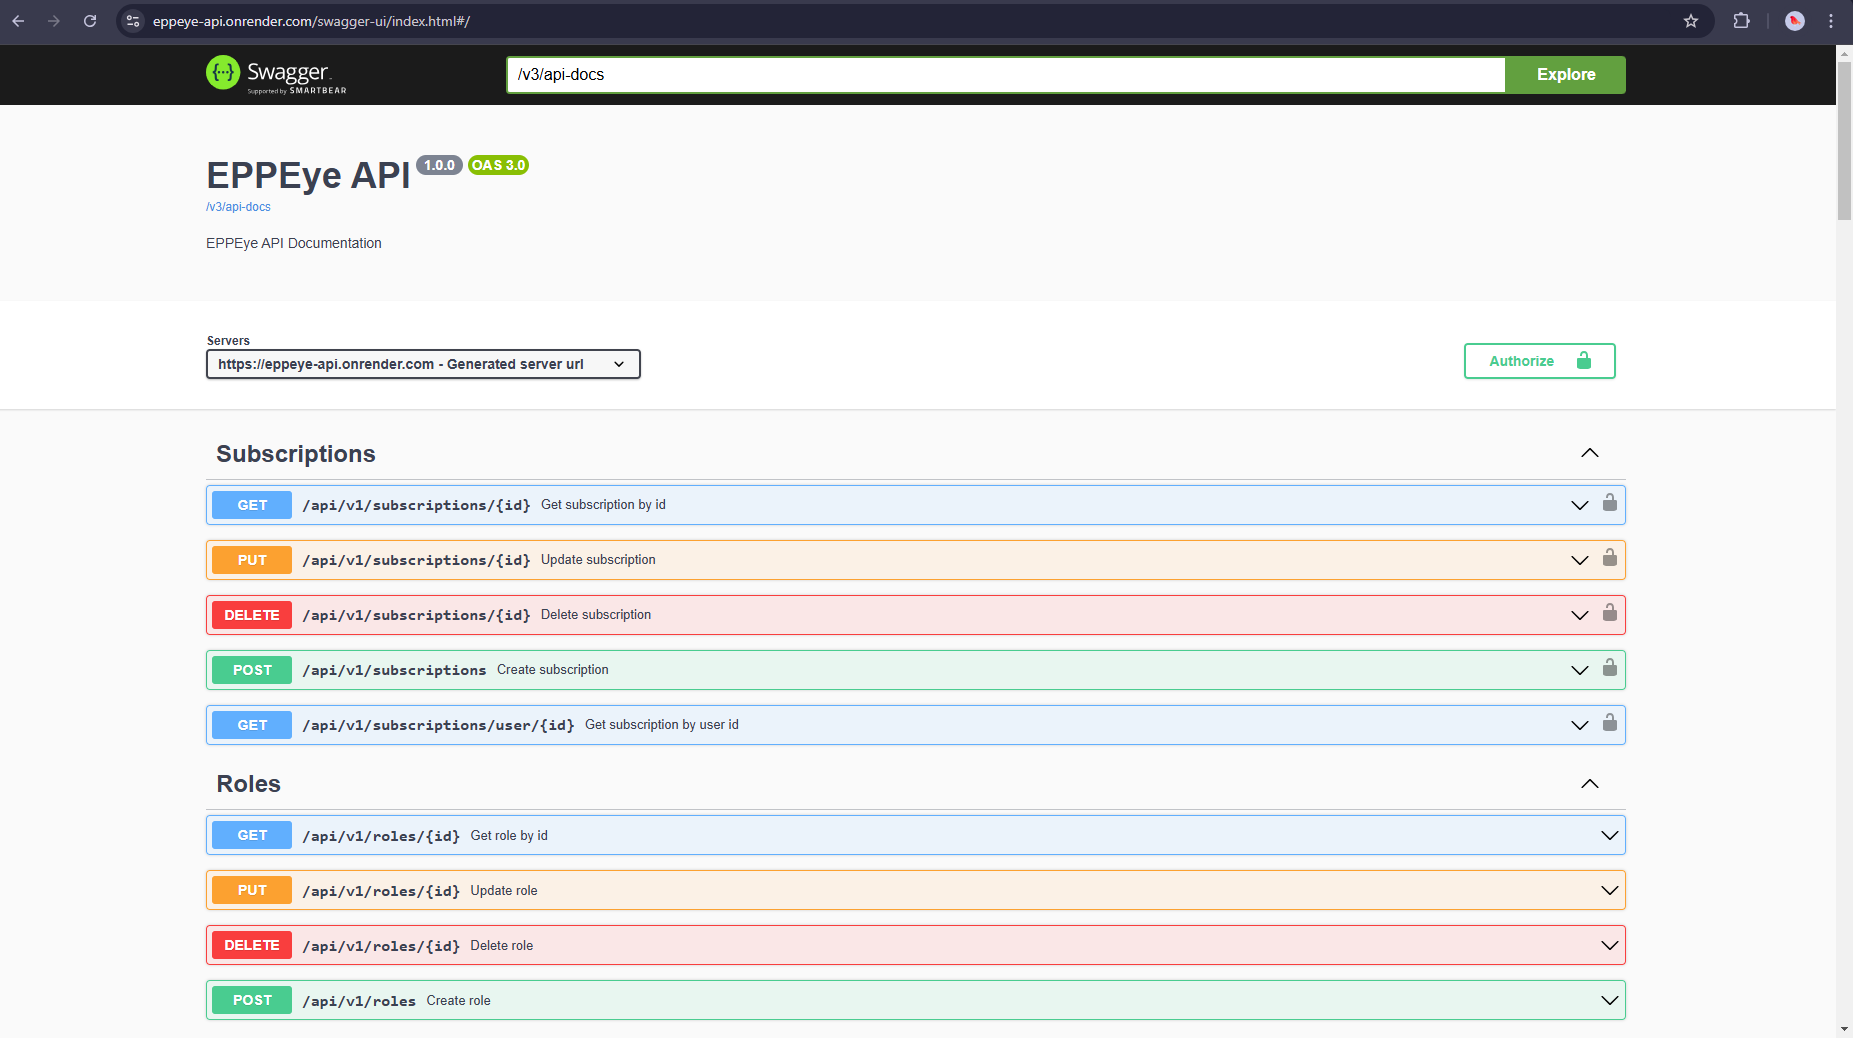 eppeye-api.onrender.com/swagger-ui/index.html#/
Swagger
Supported by SMARTBEAR
/v3/api-docs
Explore
EPPEye API 1.0.0 OAS 3.0
/v3/api-docs
EPPEye API Documentation
Servers
https://eppeye-api.onrender.com - Generated server url
Authorize
Subscriptions
GET /api/v1/subscriptions/{id} Get subscription by id
PUT /api/v1/subscriptions/{id} Update subscription
DELETE /api/v1/subscriptions/{id} Delete subscription
POST /api/v1/subscriptions Create subscription
GET /api/v1/subscriptions/user/{id} Get subscription by user id
Roles
GET /api/v1/roles/{id} Get role by id
PUT /api/v1/roles/{id} Update role
DELETE /api/v1/roles/{id} Delete role
POST /api/v1/roles Create role